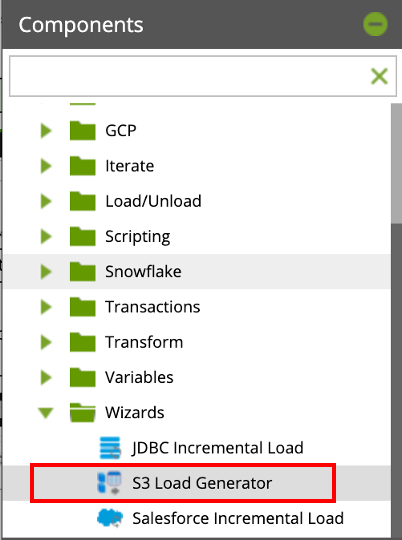 Components
GCP
Iterate
Load/Unload
Scripting
Snowflake
Transactions
Transform
Variables
Wizards
JDBC Incremental Load
S3 Load Generator
Salesforce Incremental Load